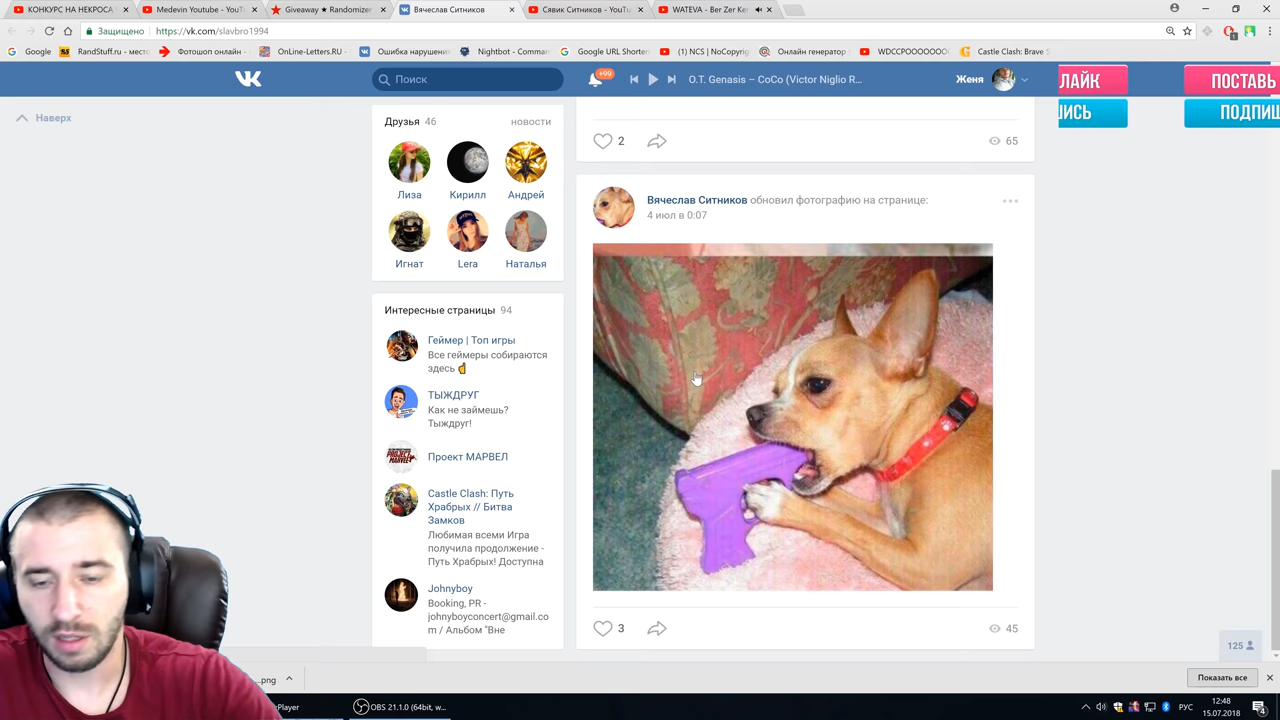 КОНКУРС НА НЕКРОСА
Medevin Youtube - YouT
Giveaway ★ Randomizer
Вячеслав Ситников
Сявик Ситников - YouTu
WATEVA - Ber Zer Ker
Защищено
https://vk.com/slavbro1994
Google
RandStuff.ru - место
Фотошоп онлайн -
OnLine-Letters.RU -
Ошибка нарушени
Nightbot - Comman
Google URL Shorten
(1) NCS | NoCopyrig
Онлайн генератор
WDCCPOOOOOOO
Castle Clash: Brave S
Поиск
+99
O.T. Genasis – CoCo (Victor Niglio R...
Женя
ЛАЙК
ПОСТАВЬ
ИСЬ
ПОДПИ
Наверх
Друзья 46
новости
Лиза
Кирилл
Андрей
Игнат
Lera
Наталья
2
65
Вячеслав Ситников обновил фотографию на странице:
4 июл в 0:07
Интересные страницы 94
Геймер | Топ игры
Все геймеры собираются
здесь
ТЫЖДРУГ
Как не займешь?
Тыждруг!
Проект МАРВЕЛ
Castle Clash: Путь
Храбрых // Битва
Замков
Любимая всеми Игра
получила продолжение -
Путь Храбрых! Доступна
Johnyboy
Booking, PR -
johnyboyconcert@gmail.co
m / Альбом "Вне
3
45
125
...png
Показать все
rPlayer
OBS 21.1.0 (64bit, w...
РУС
12:48
15.07.2018
4